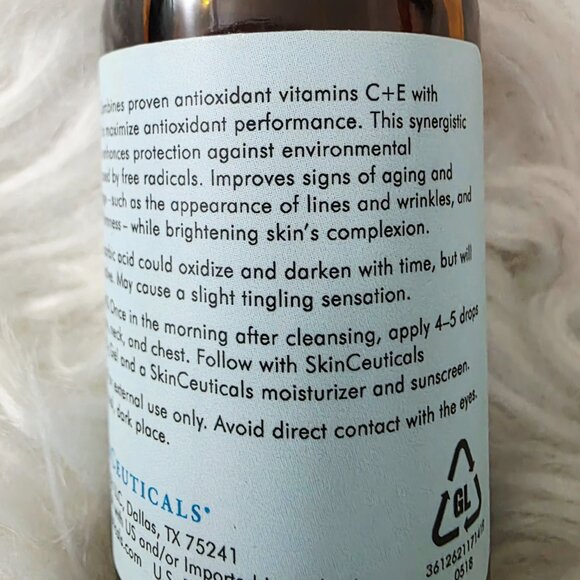 proven antioxidant vitamins C+E with
maximize antioxidant performance. This synergistic
protection against environmental
by free radicals. Improves signs of aging and
such as the appearance of lines and wrinkles, and
– while brightening skin's complexion.
acid could oxidize and darken with time, but will
May cause a slight tingling sensation.
Once in the morning after cleansing, apply 4–5 drops
neck, and chest. Follow with SkinCeuticals
Gel and a SkinCeuticals moisturizer and sunscreen.
external use only. Avoid direct contact with the eyes.
dark place.
CEUTICALS®
Dallas, TX 75241
US and/or Imported
.com U.S.
GL
0518